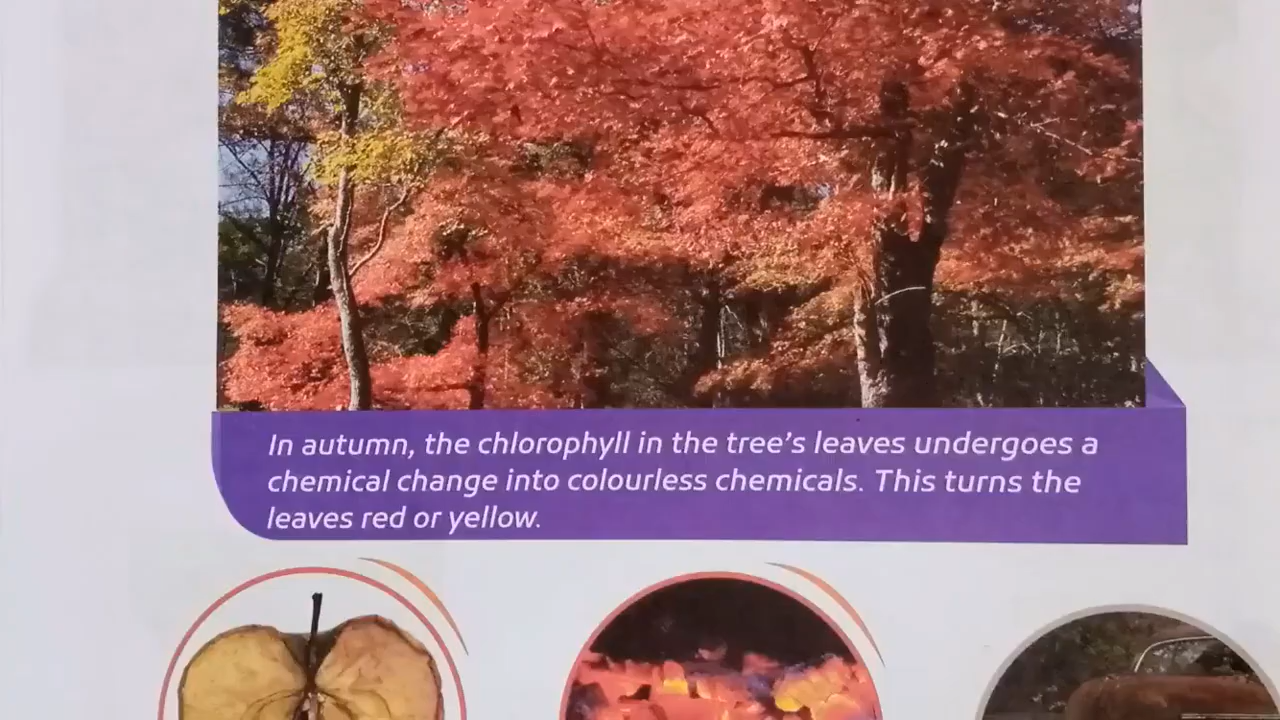 In autumn, the chlorophyll in the tree's leaves undergoes a
chemical change into colourless chemicals. This turns the
leaves red or yellow.